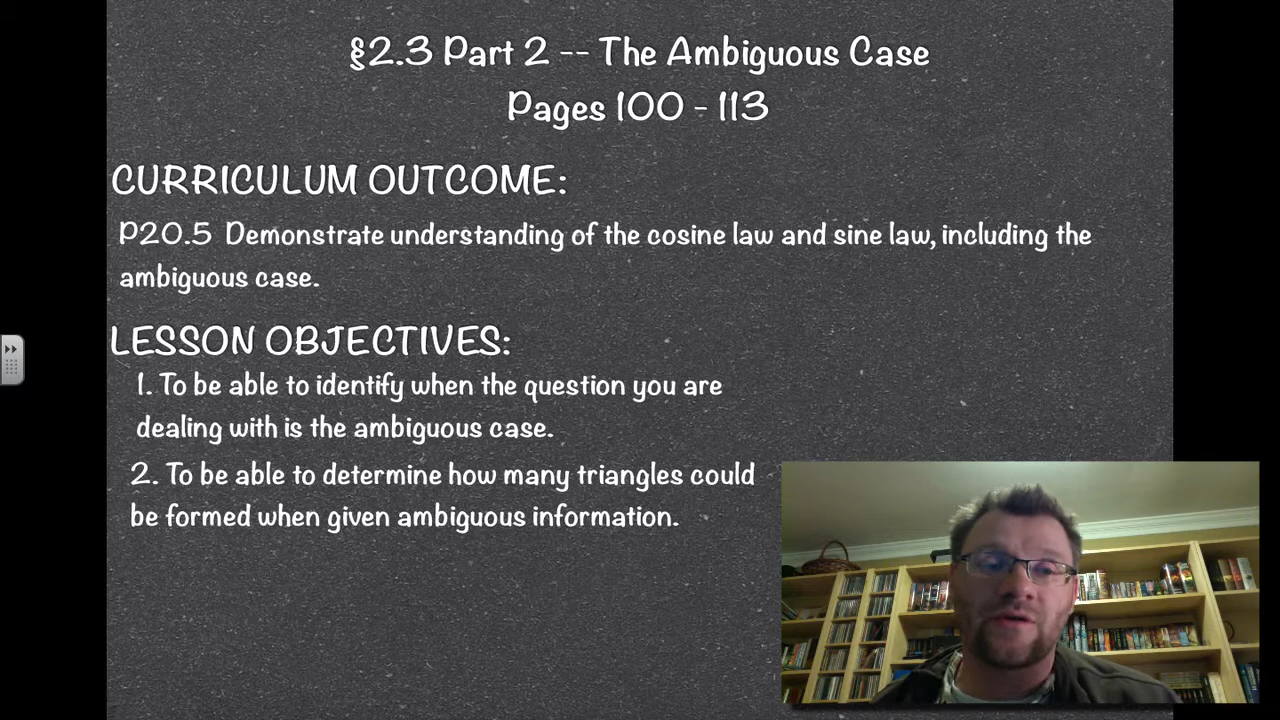 §2.3 Part 2 -- The Ambiguous Case
Pages 100 - 113
CURRICULUM OUTCOME:
P20.5 Demonstrate understanding of the cosine law and sine law, including the
ambiguous case.
LESSON OBJECTIVES:
1. To be able to identify when the question you are
dealing with is the ambiguous case.
2. To be able to determine how many triangles could
be formed when given ambiguous information.